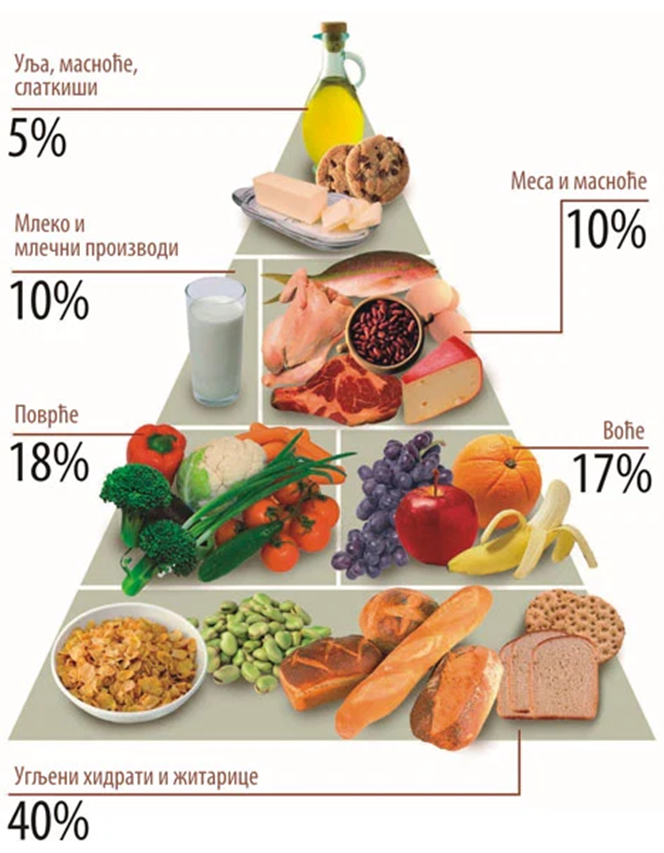 Уља, масноће,
слаткиши
5%
Меса и масноће
10%
Млеко и
млечни производи
10%
Поврће
18%
Воће
17%
Угљени хидрати и житарице
40%